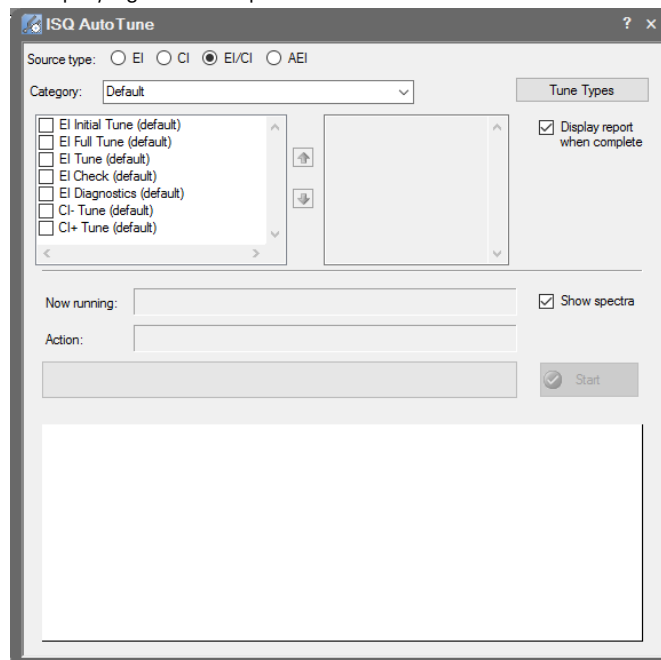 ISQ AutoTune ? ×
Source type: EI CI EI/CI AEI
Category: Default
Tune Types
EI Initial Tune (default)
EI Full Tune (default)
EI Tune (default)
EI Check (default)
EI Diagnostics (default)
CI- Tune (default)
CI+ Tune (default)
Display report
when complete
Now running:
Show spectra
Action:
Start